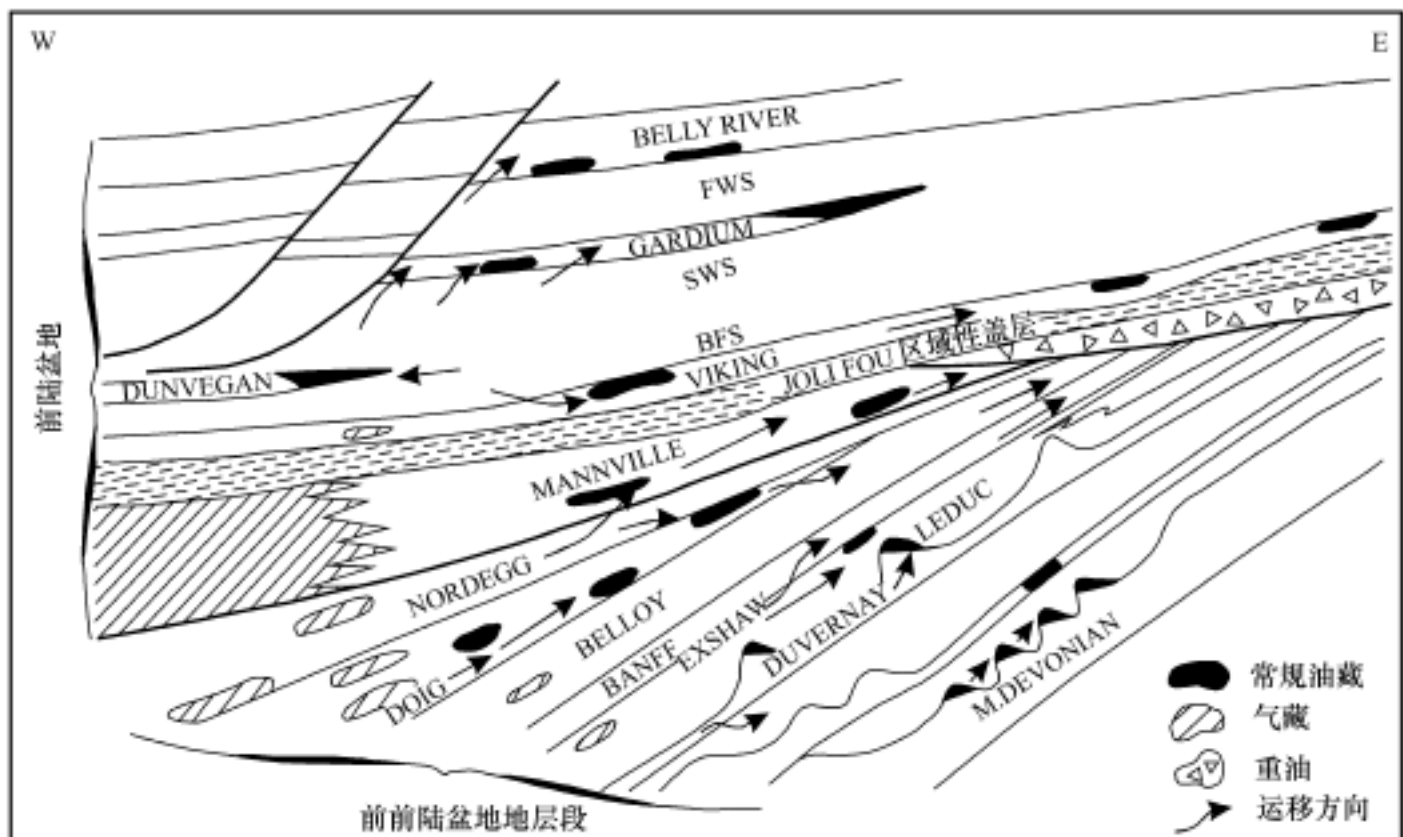 W
E
BELLY RIVER
FWS
GARDIUM
SWS
BFS
DUNVEGAN
VIKING
JOLI FOU 区域性盖层
前陆盆地
MANNVILLE
NORDEGG
LEDUC
BELLOY
DOIG
BANFF
EXSHAW
DUVERNAY
M.DEVONIAN
常规油藏
气藏
重油
运移方向
前前陆盆地地层段